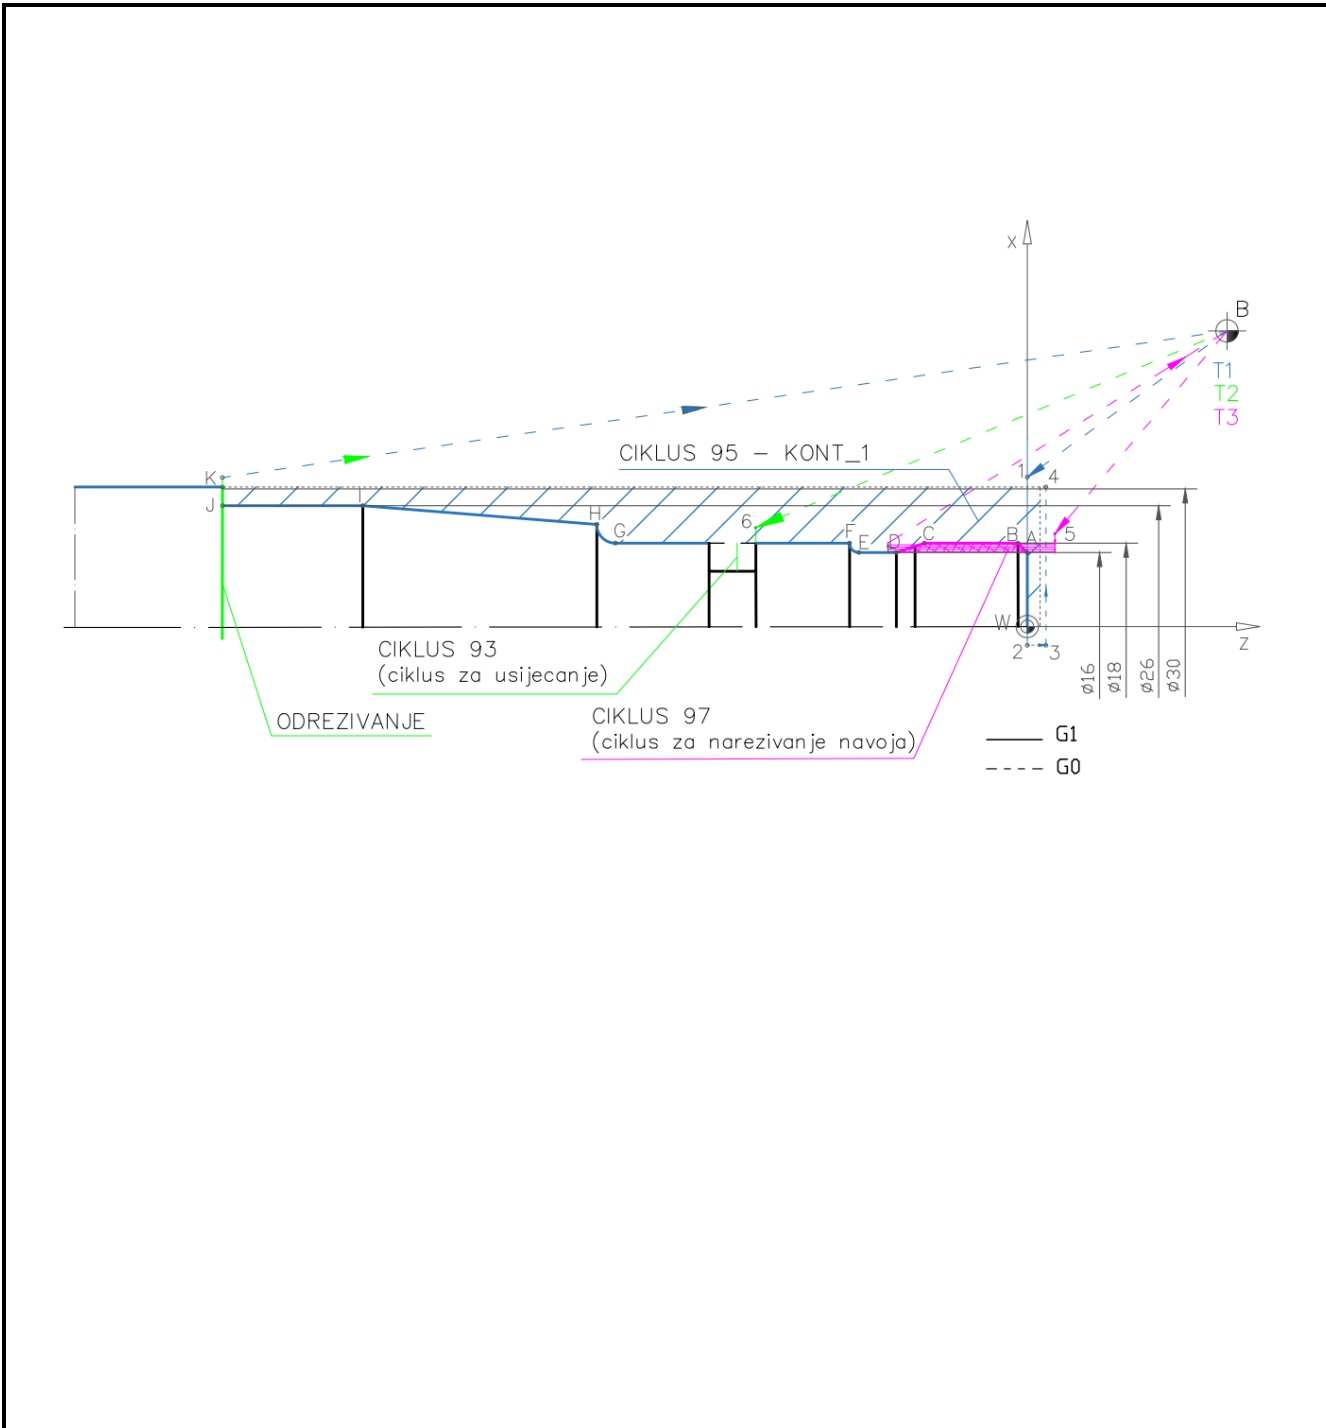 X
B
T1
T2
T3
CIKLUS 95 – KONT_1
K
1
4
J
I
H
G
6
F
E
D
C
B
A
5
W
Z
2
3
CIKLUS 93
(ciklus za usijecanje)
ø16
ø18
ø26
ø30
ODREZIVANJE
CIKLUS 97
(ciklus za narezivanje navoja)
G1
G0